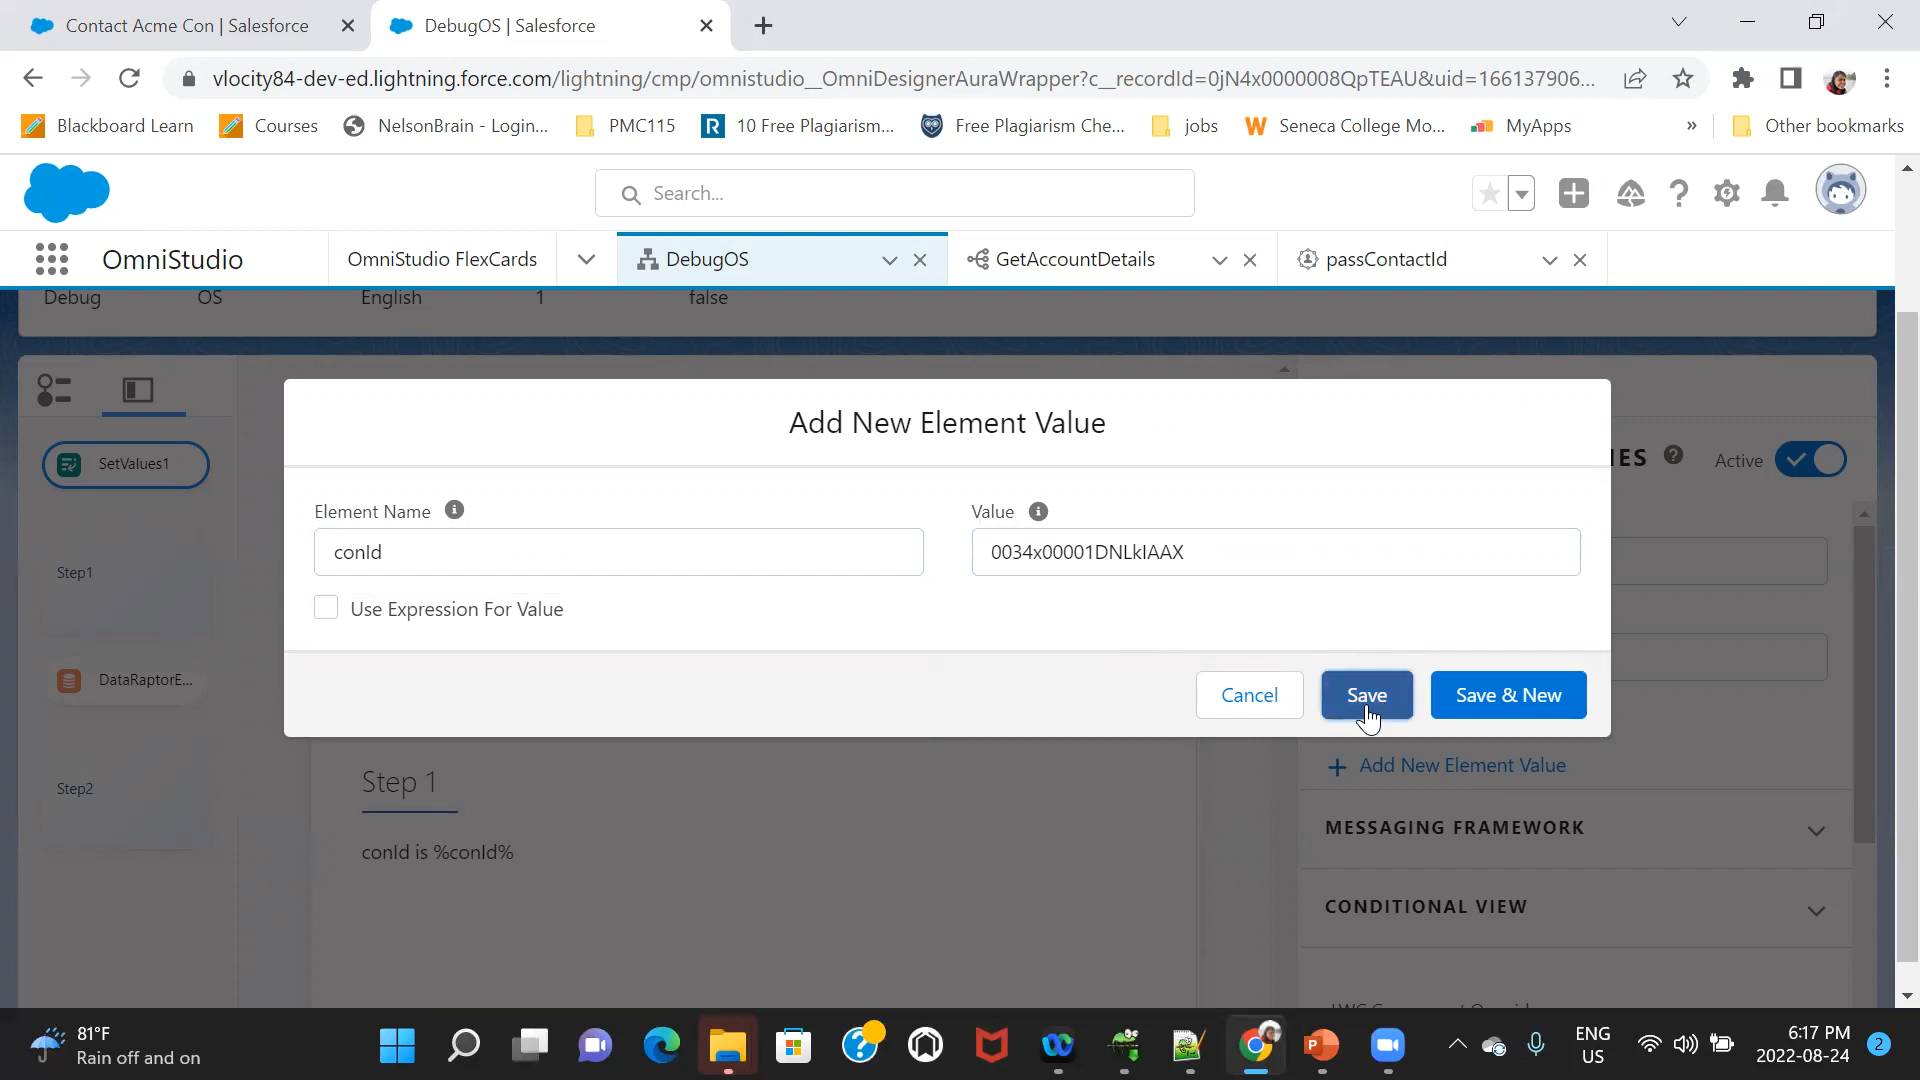 Contact Acme Con | Salesforce
DebugOS | Salesforce
vlocity84-dev-ed.lightning.force.com/lightning/cmp/omnistudio__OmniDesignerAuraWrapper?c__recordId=0jN4x0000008QpTEAU&uid=166137906...
Blackboard Learn
Courses
NelsonBrain - Login...
PMC115
R
10 Free Plagiarism...
Free Plagiarism Che...
jobs
W
Seneca College Mo...
MyApps
»
Other bookmarks
Search...
OmniStudio
OmniStudio FlexCards
DebugOS
GetAccountDetails
passContactId
Debug
OS
English
1
false
Add New Element Value
SetValues1
IES
Active
Element Name
Value
conId
0034x00001DNLkIAAX
Step1
Use Expression For Value
DataRaptorE...
Cancel
Save
Save & New
Add New Element Value
Step 1
Step2
MESSAGING FRAMEWORK
conId is %conId%
CONDITIONAL VIEW
81°F
Rain off and on
ENG
US
6:17 PM
2022-08-24
2